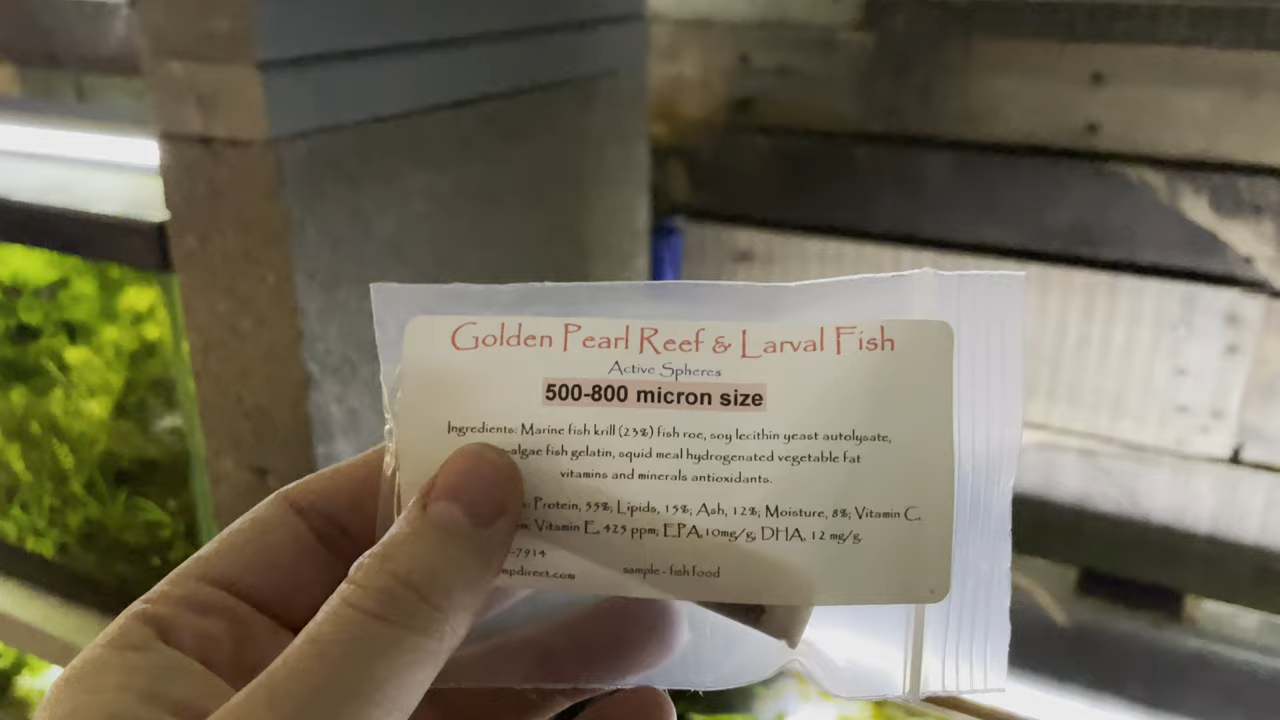 Golden Pearl Reef & Larval Fish
Active Spheres
500-800 micron size
Ingredients: Marine fish krill (23%) fish roe, soy lecithin yeast autolysate,
algae fish gelatin, squid meal hydrogenated vegetable fat
vitamins and minerals antioxidants.
Protein, 55%; Lipids, 15%; Ash, 12%; Moisture, 8%; Vitamin C,
Vitamin E, 425 ppm; EPA, 10mg/g; DHA, 12 mg/g.
-7914
mpdirect.com sample - fish food